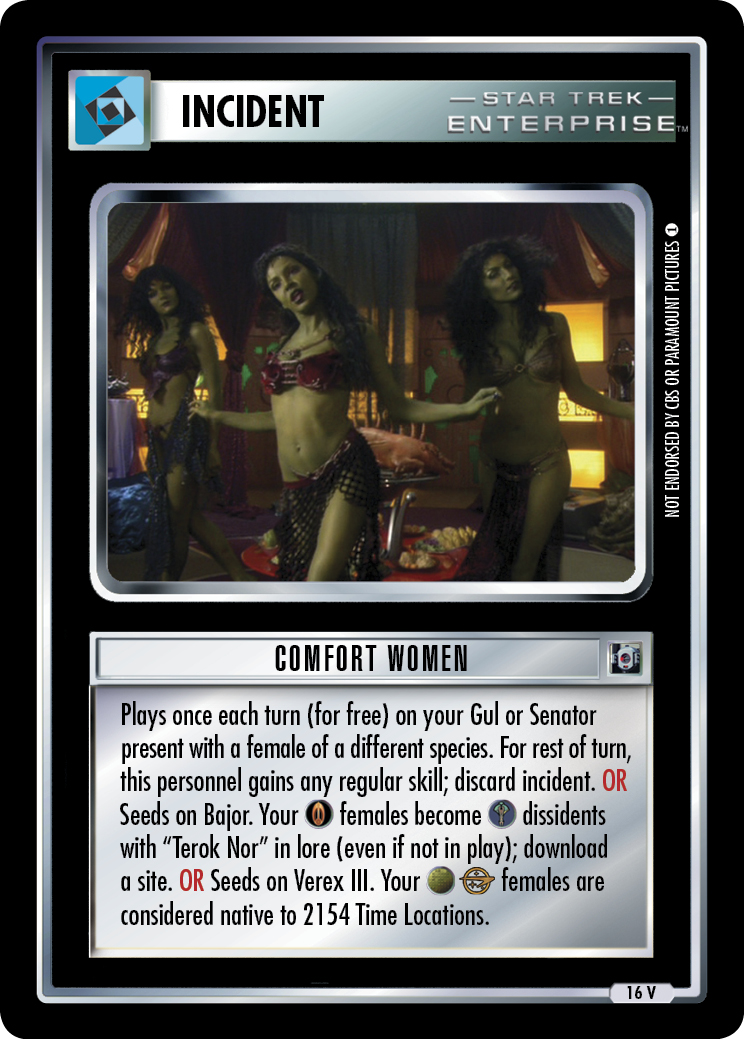 INCIDENT
— STAR TREK —
ENTERPRISE™
NOT ENDORSED BY CBS OR PARAMOUNT PICTURES 1
COMFORT WOMEN
Plays once each turn (for free) on your Gul or Senator
present with a female of a different species. For rest of turn,
this personnel gains any regular skill; discard incident. OR
Seeds on Bajor. Your females become dissidents
with “Terok Nor” in lore (even if not in play); download
a site. OR Seeds on Verex III. Your females are
considered native to 2154 Time Locations.
16 V